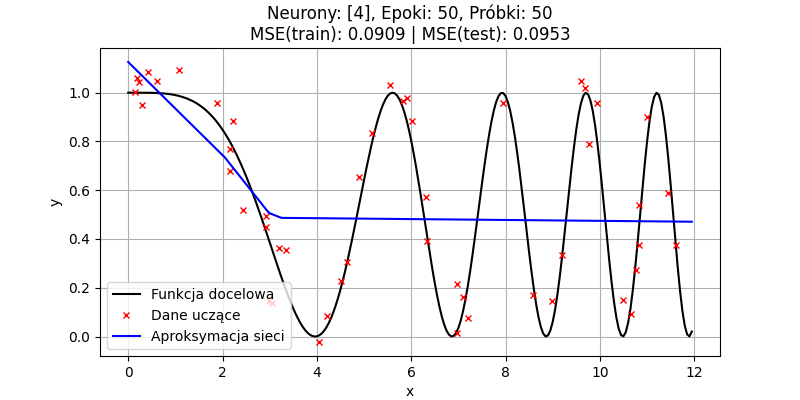 Neurony: [4], Epoki: 50, Próbki: 50
MSE(train): 0.0909 | MSE(test): 0.0953
1.0
0.8
0.6
0.4
0.2
0.0
y
Funkcja docelowa
Dane uczące
Aproksymacja sieci
0 2 4 6 8 10 12
x